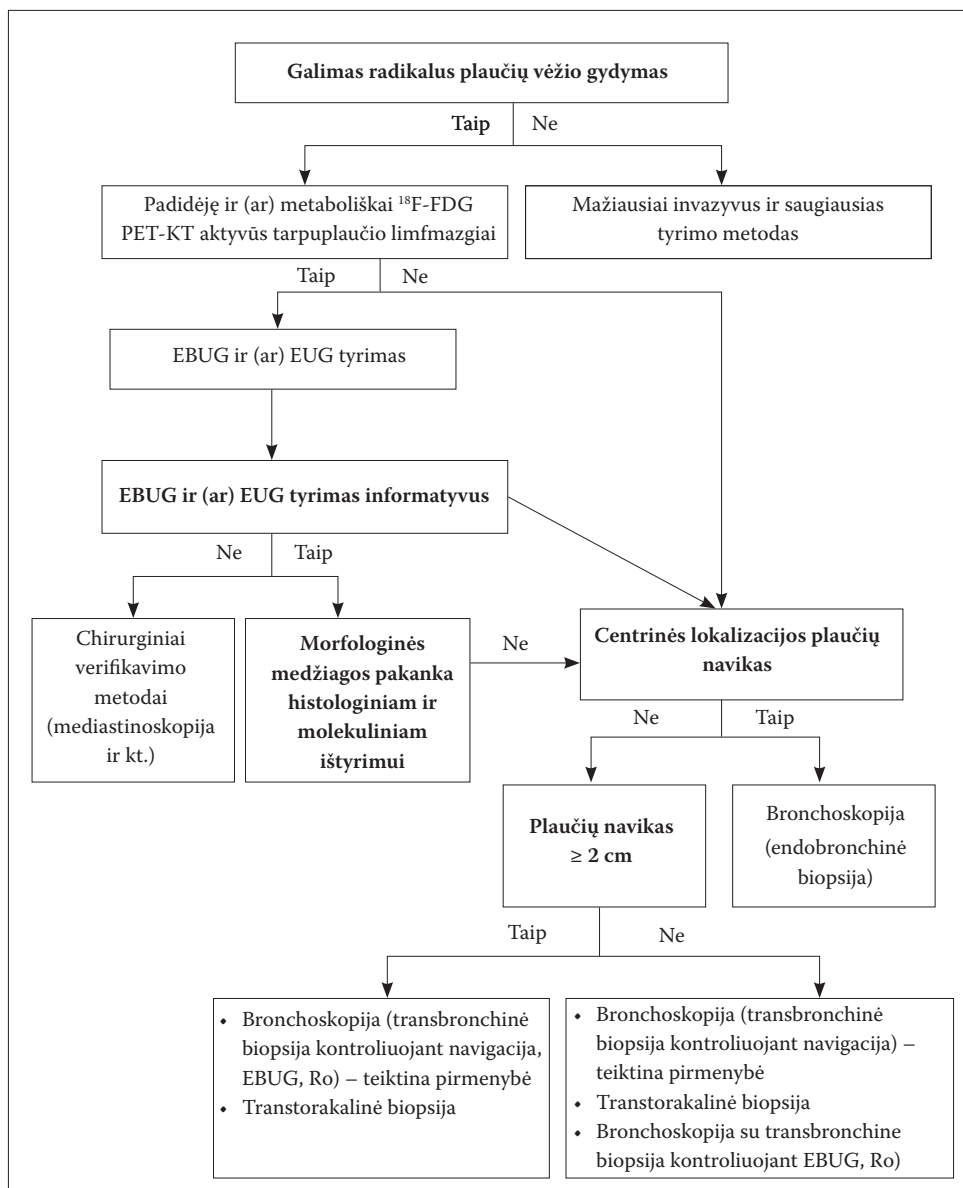 Galimas radikalus plaučių vėžio gydymas
Taip
Ne
Padidėję ir (ar) metaboliškai ¹⁸F-FDG
PET-KT aktyvūs tarpuplaučio limfmazgiai
Mažiausiai invazyvus ir saugiausias
tyrimo metodas
Taip
Ne
EBUG ir (ar) EUG tyrimas
EBUG ir (ar) EUG tyrimas informatyvus
Ne
Taip
Chirurginiai
verifikavimo
metodai
(mediastinoskopija
ir kt.)
Morfologinės
medžiagos pakanka
histologiniam ir
molekuliniam
ištyrimui
Ne
Centrinės lokalizacijos plaučių
navikas
Ne
Taip
Plaučių navikas
≥ 2 cm
Bronchoskopija
(endobronchinė
biopsija)
Taip
Ne
• Bronchoskopija (transbronchinė
biopsija kontroliuojant navigacija,
EBUG, Ro) – teiktina pirmenybė
• Transtorakalinė biopsija
• Bronchoskopija (transbronchinė
biopsija kontroliuojant navigacija) –
teiktina pirmenybė
• Transtorakalinė biopsija
• Bronchoskopija su transbronchine
biopsija kontroliuojant EBUG, Ro)